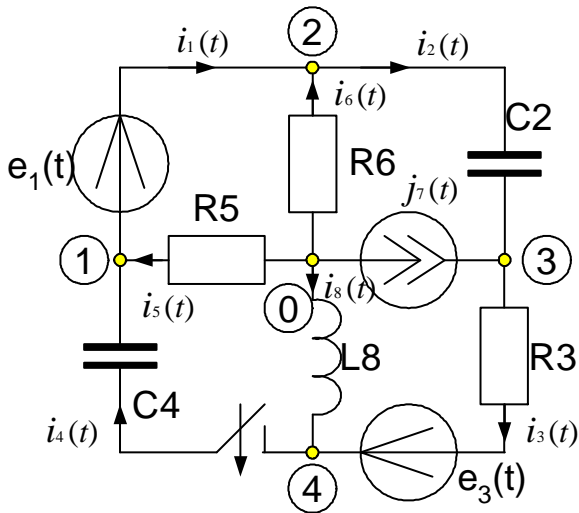 2
i₁(t)
i₂(t)
i₆(t)
C2
e₁(t)
R6
j₇(t)
R5
1
3
i₅(t)
0
i₈(t)
L8
R3
C4
i₄(t)
i₃(t)
4
e₃(t)